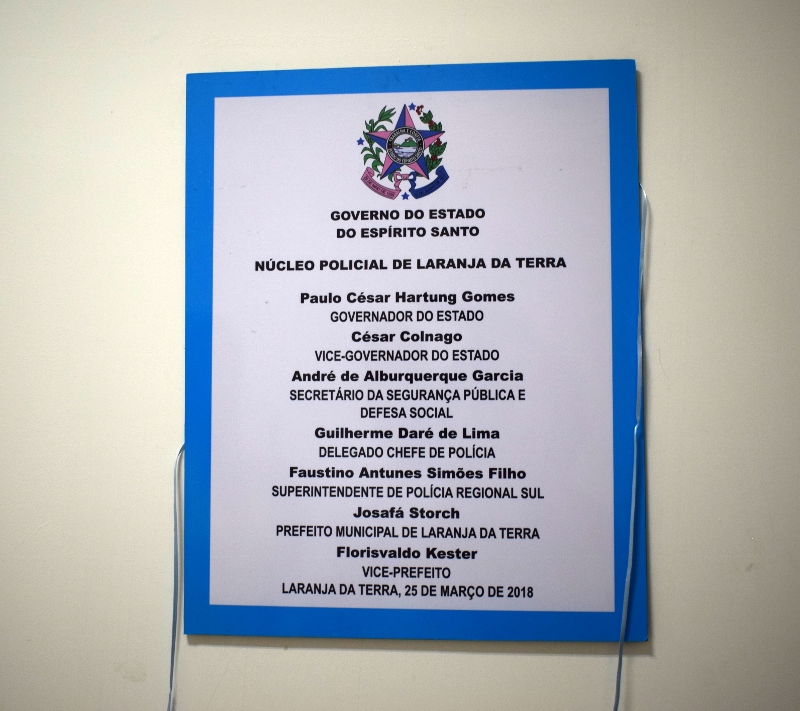 GOVERNO DO ESTADO
DO ESPÍRITO SANTO
NÚCLEO POLICIAL DE LARANJA DA TERRA
Paulo César Hartung Gomes
GOVERNADOR DO ESTADO
César Colnago
VICE-GOVERNADOR DO ESTADO
André de Alburquerque Garcia
SECRETÁRIO DA SEGURANÇA PÚBLICA E
DEFESA SOCIAL
Guilherme Daré de Lima
DELEGADO CHEFE DE POLÍCIA
Faustino Antunes Simões Filho
SUPERINTENDENTE DE POLÍCIA REGIONAL SUL
Josafá Storch
PREFEITO MUNICIPAL DE LARANJA DA TERRA
Florisvaldo Kester
VICE-PREFEITO
LARANJA DA TERRA, 25 DE MARÇO DE 2018